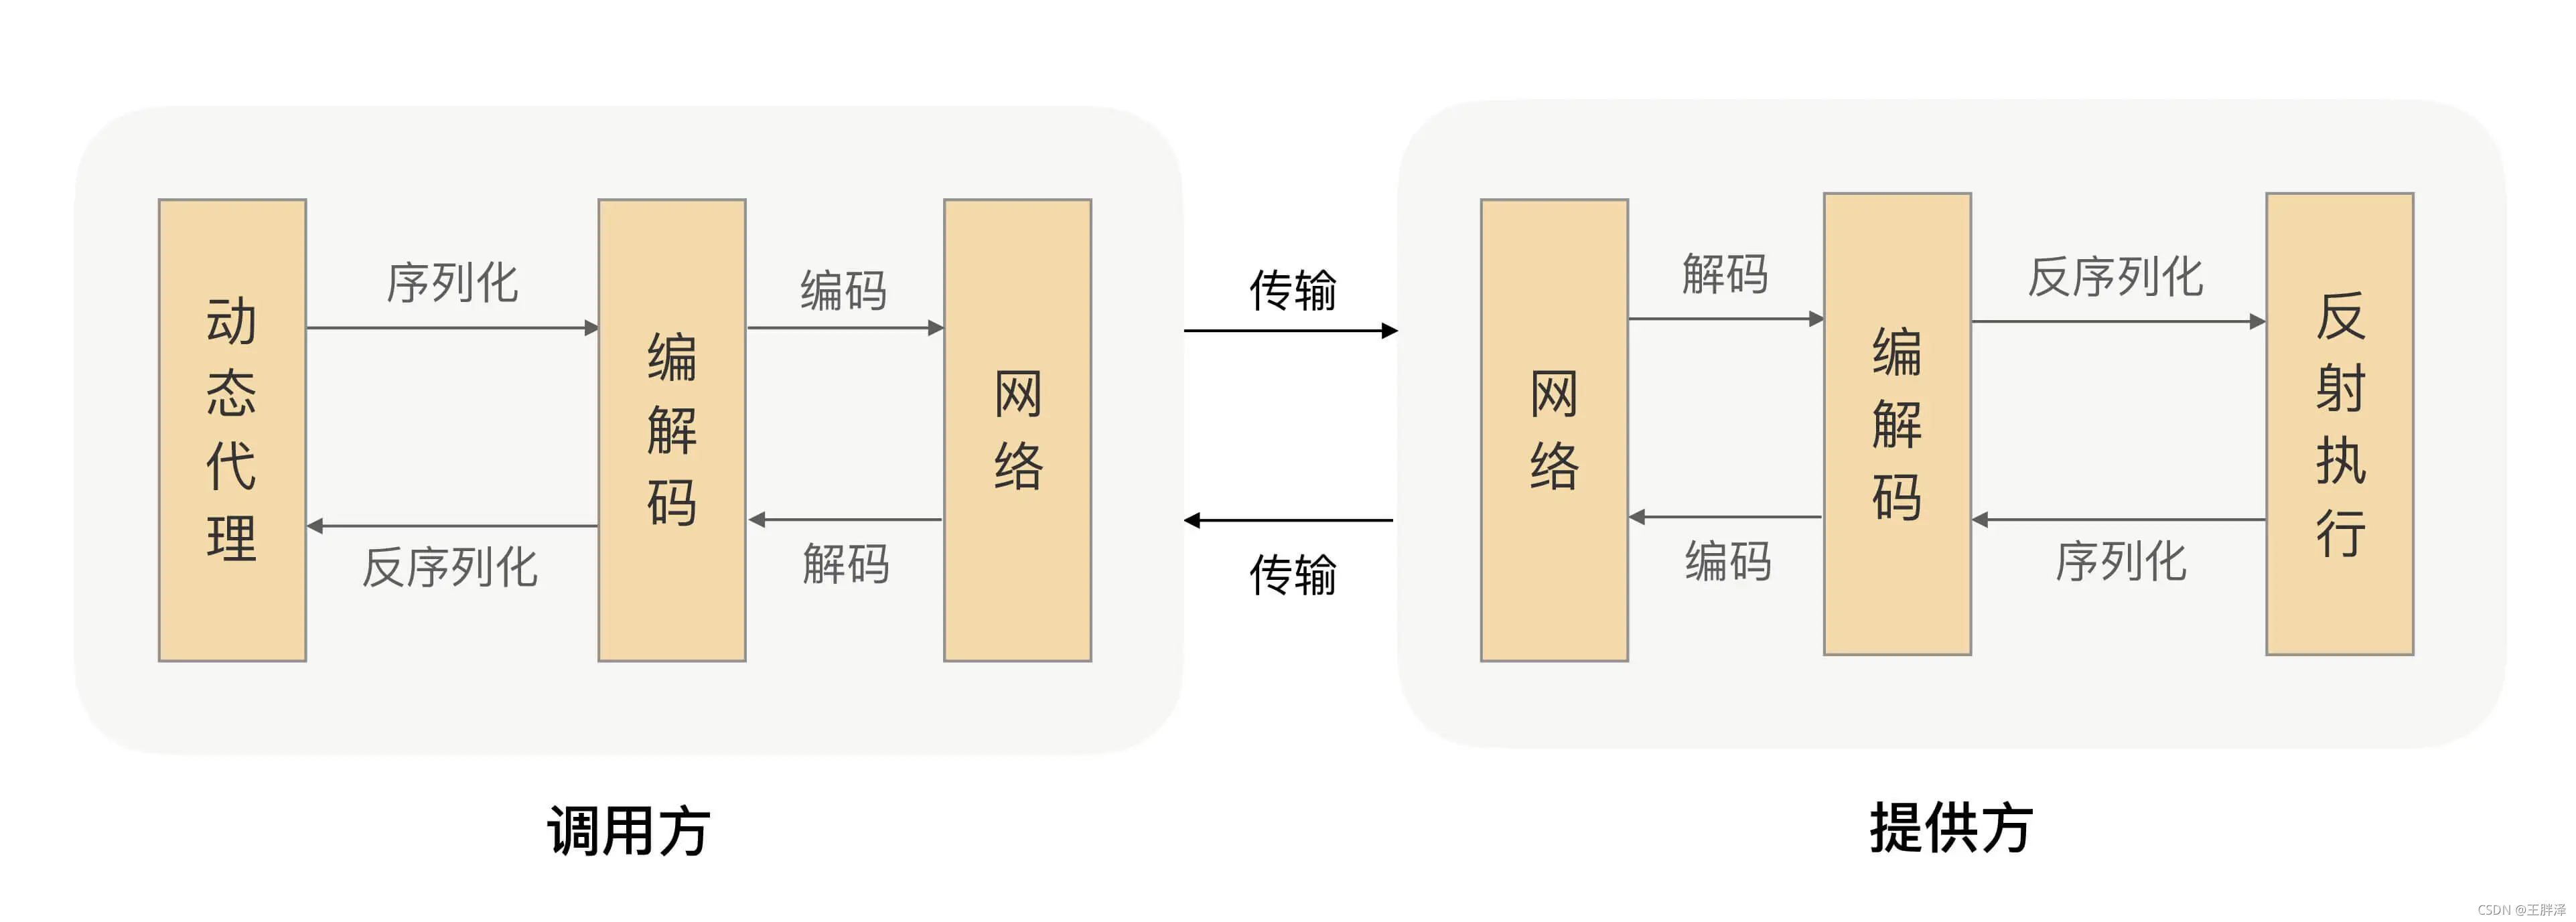 动态代理
序列化
反序列化
编解码
编码
解码
网络
传输
传输
网络
解码
编码
编解码
反序列化
序列化
反射执行
调用方
提供方
CSDN @王胖泽